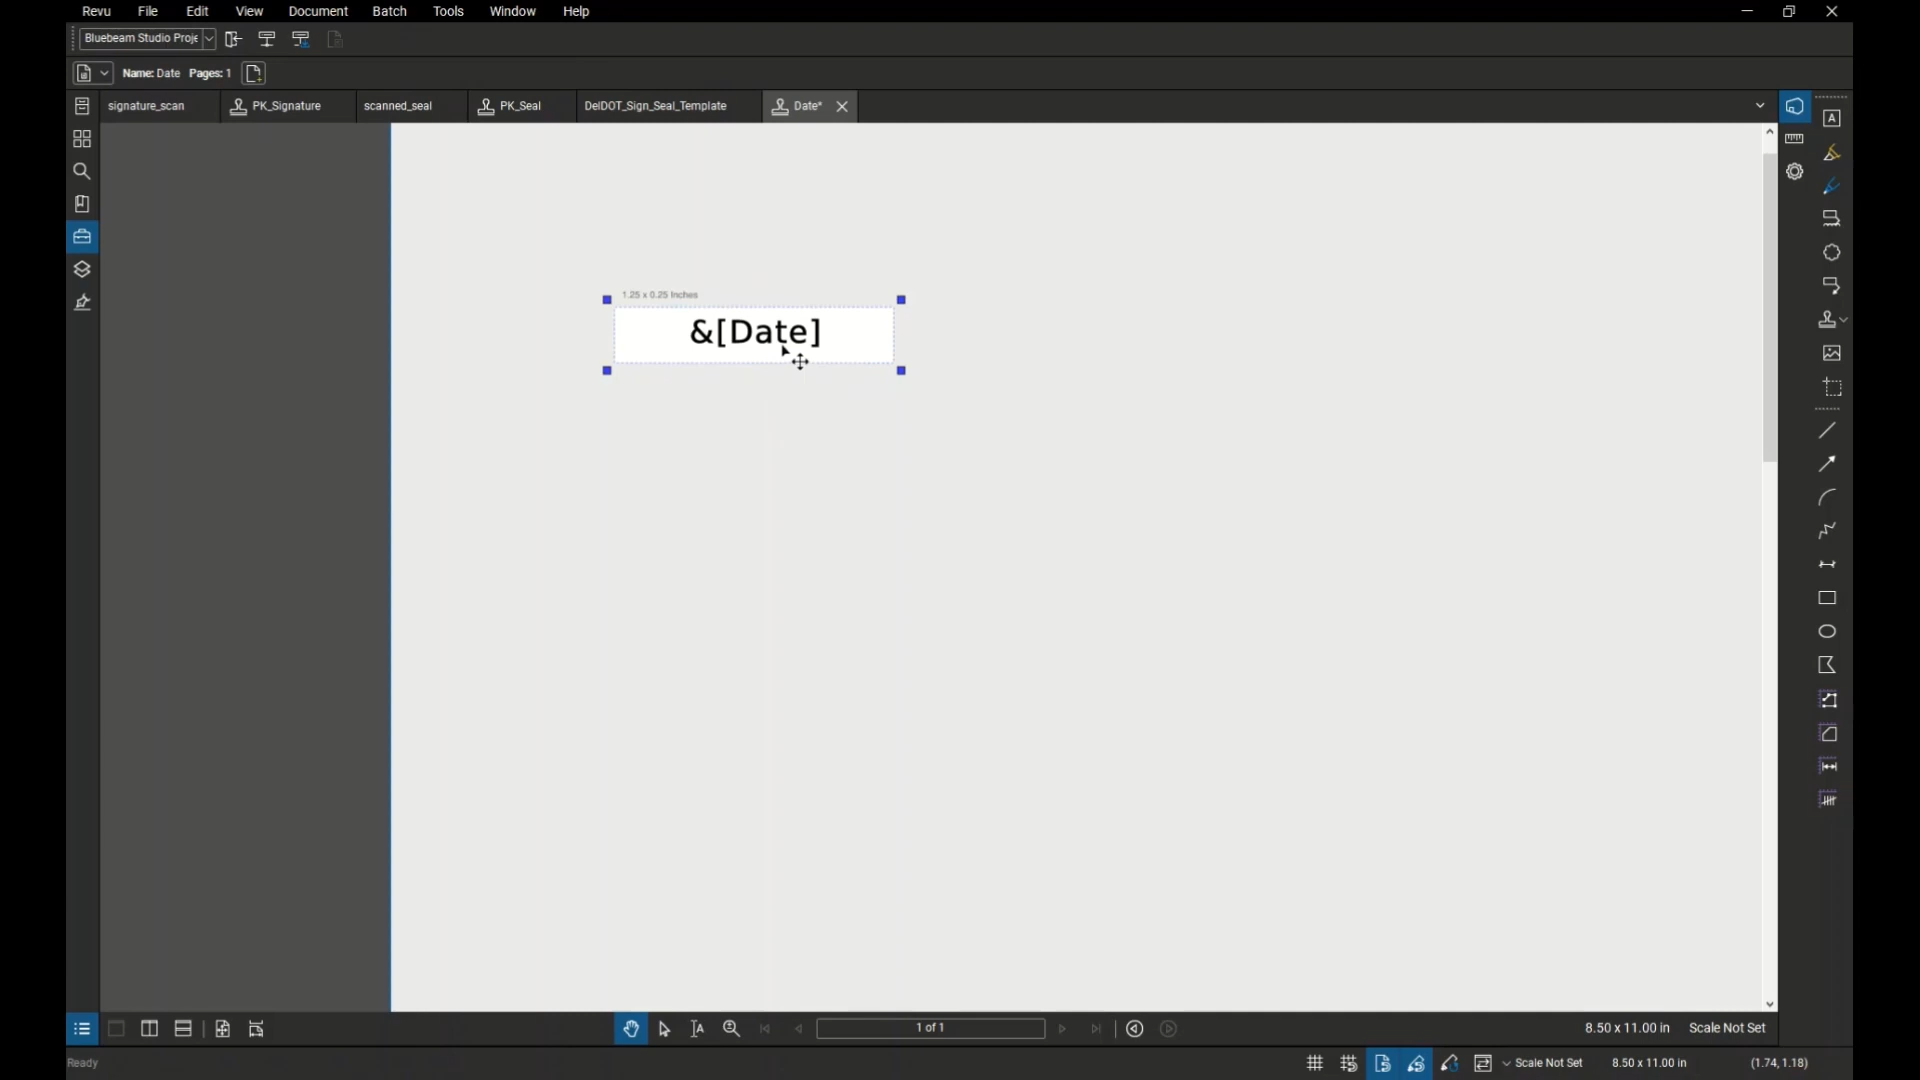 Revu File Edit View Document Batch Tools Window Help
Bluebeam Studio Proje
Name: Date Pages: 1
signature_scan PK_Signature scanned_seal PK_Seal DelDOT_Sign_Seal_Template Date*
A
1.25 x 0.25 Inches
&[Date]
1 of 1
8.50 x 11.00 in Scale Not Set
Ready
Scale Not Set 8.50 x 11.00 in (1.74, 1.18)